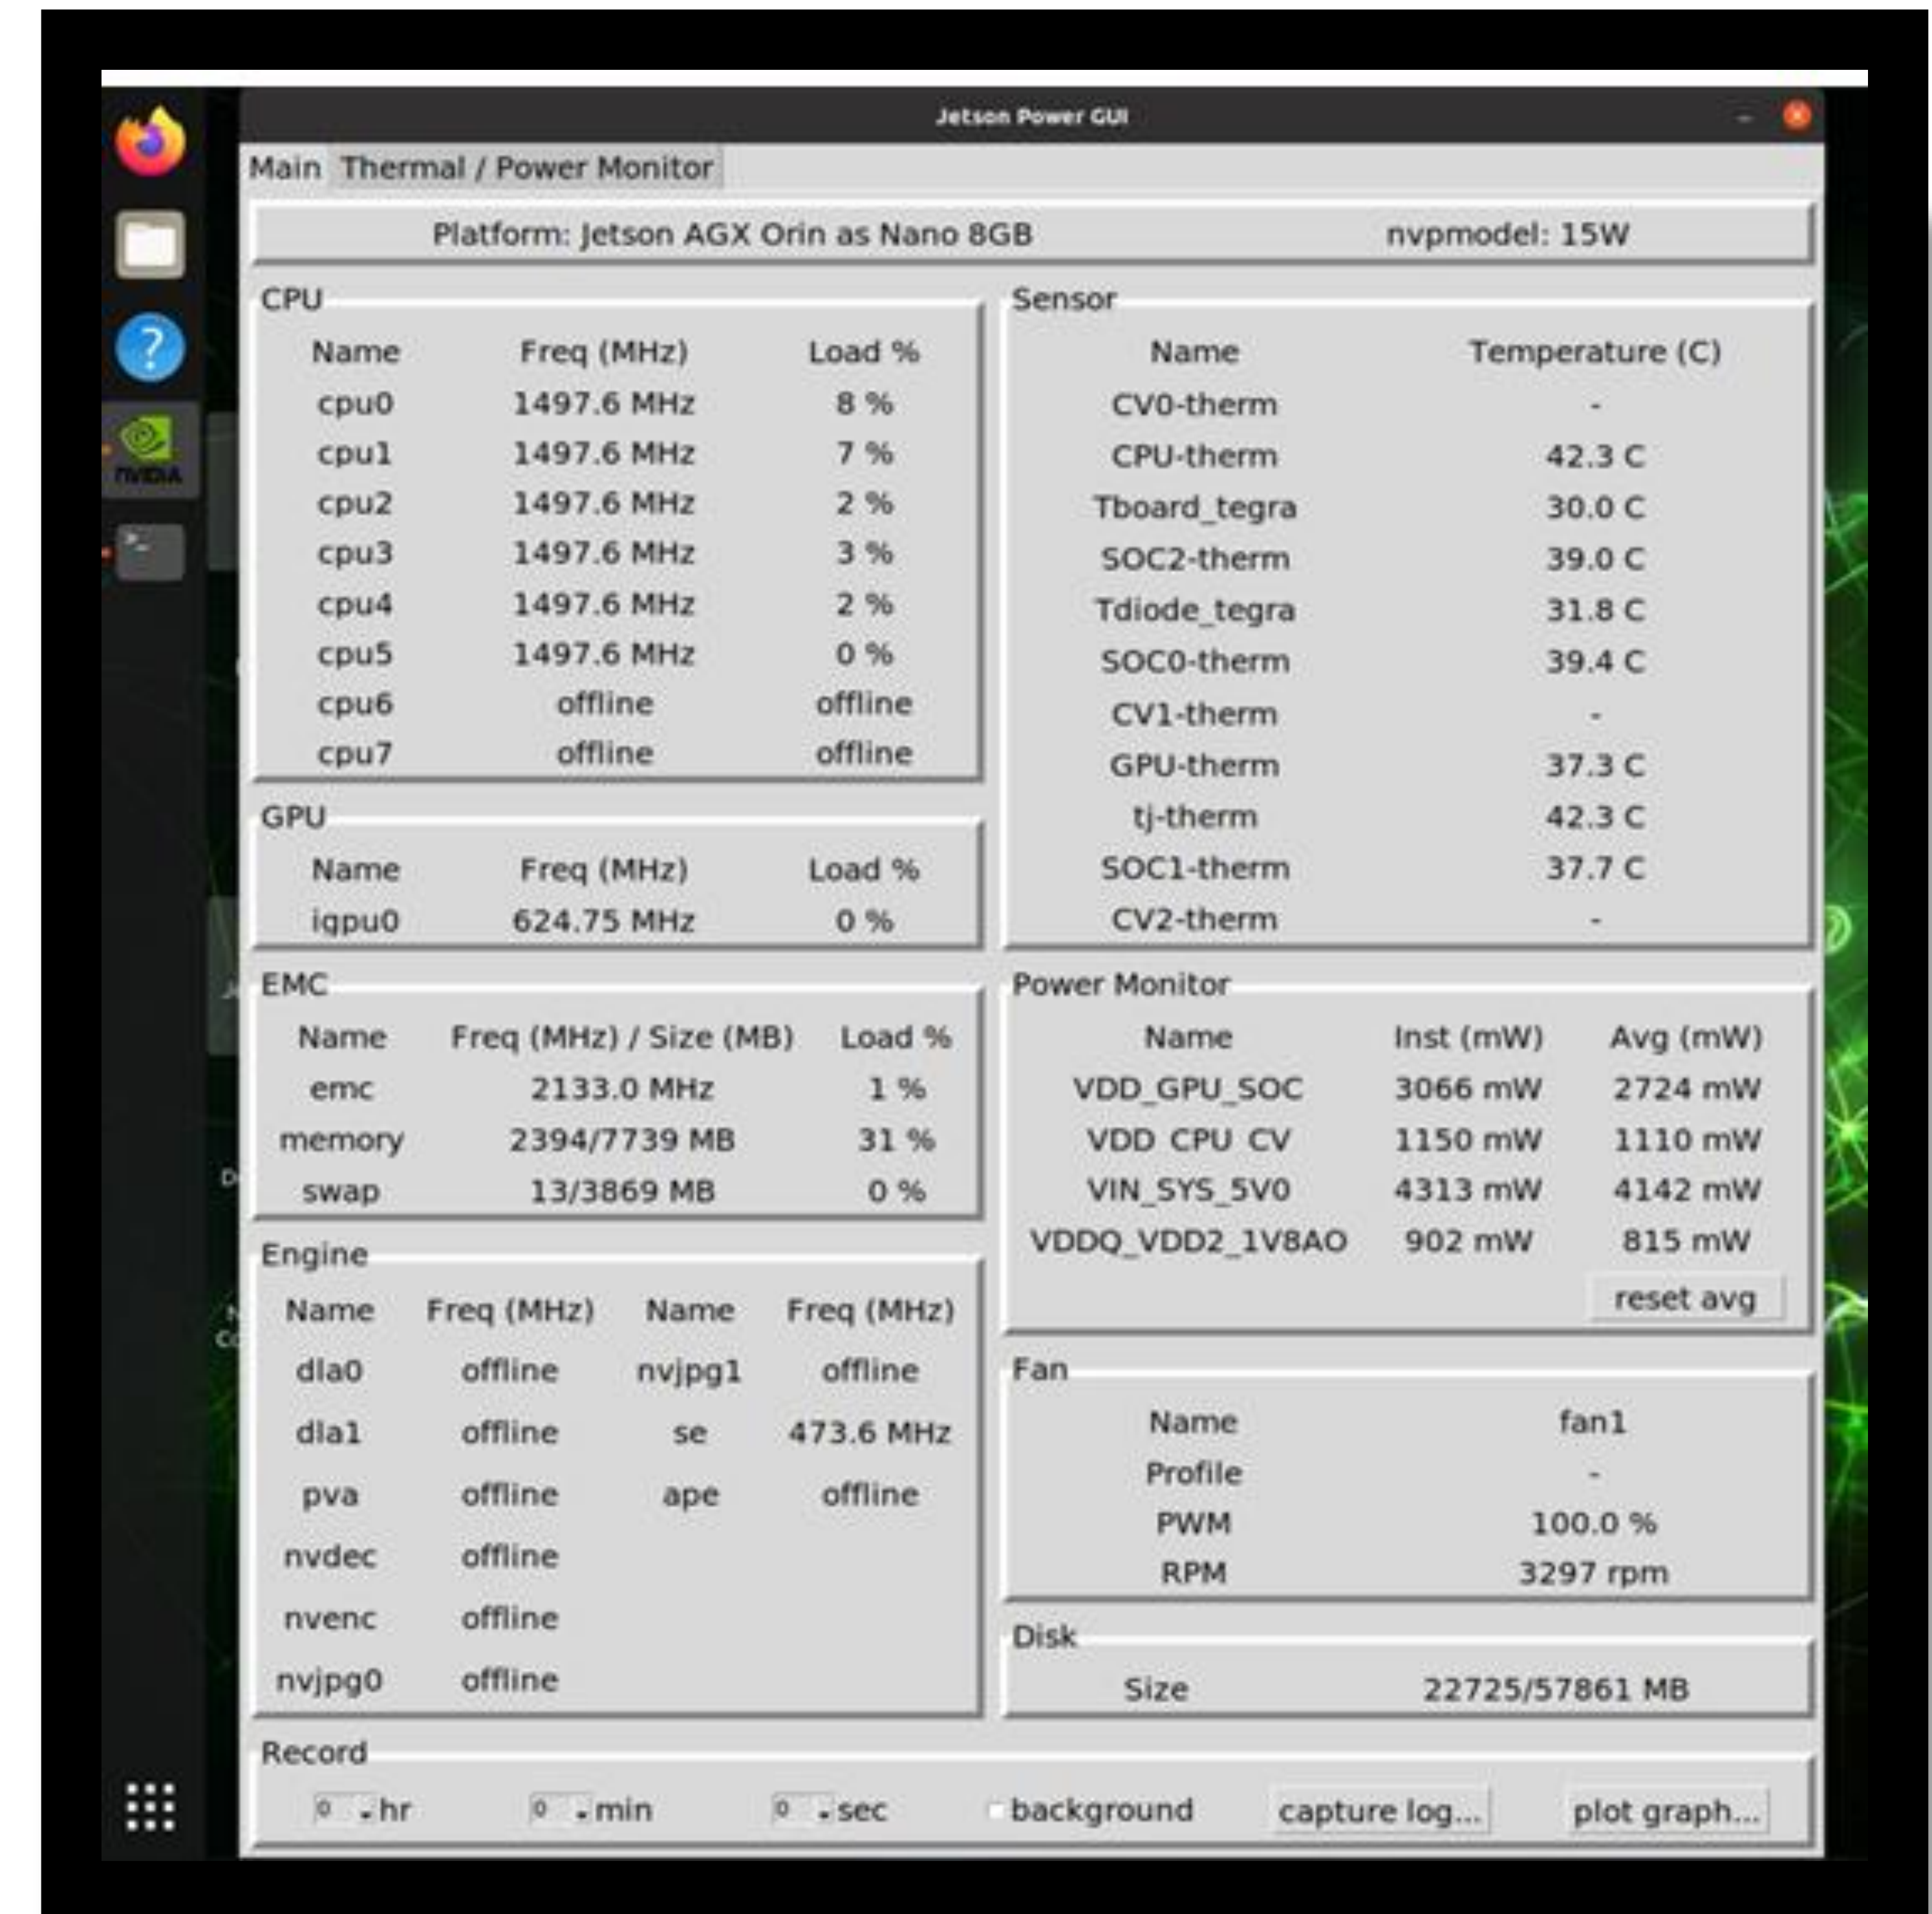 Jetson Power GUI
Main Thermal / Power Monitor
Platform: Jetson AGX Orin as Nano 8GB nvpmodel: 15W
CPU
Name Freq (MHz) Load %
cpu0 1497.6 MHz 8 %
cpu1 1497.6 MHz 7 %
cpu2 1497.6 MHz 2 %
cpu3 1497.6 MHz 3 %
cpu4 1497.6 MHz 2 %
cpu5 1497.6 MHz 0 %
cpu6 offline offline
cpu7 offline offline
GPU
Name Freq (MHz) Load %
igpu0 624.75 MHz 0 %
EMC
Name Freq (MHz) / Size (MB) Load %
emc 2133.0 MHz 1 %
memory 2394/7739 MB 31 %
swap 13/3869 MB 0 %
Engine
Name Freq (MHz) Name Freq (MHz)
dla0 offline nvjpg1 offline
dla1 offline se 473.6 MHz
pva offline ape offline
nvdec offline
nvenc offline
nvjpg0 offline
Sensor
Name Temperature (C)
CV0-therm -
CPU-therm 42.3 C
Tboard_tegra 30.0 C
SOC2-therm 39.0 C
Tdiode_tegra 31.8 C
SOC0-therm 39.4 C
CV1-therm -
GPU-therm 37.3 C
tj-therm 42.3 C
SOC1-therm 37.7 C
CV2-therm -
Power Monitor
Name Inst (mW) Avg (mW)
VDD_GPU_SOC 3066 mW 2724 mW
VDD_CPU_CV 1150 mW 1110 mW
VIN_SYS_5V0 4313 mW 4142 mW
VDDQ_VDD2_1V8AO 902 mW 815 mW
reset avg
Fan
Name fan1
Profile -
PWM 100.0 %
RPM 3297 rpm
Disk
Size 22725/57861 MB
Record
0 hr 0 min 0 sec background capture log... plot graph...
NVIDIA